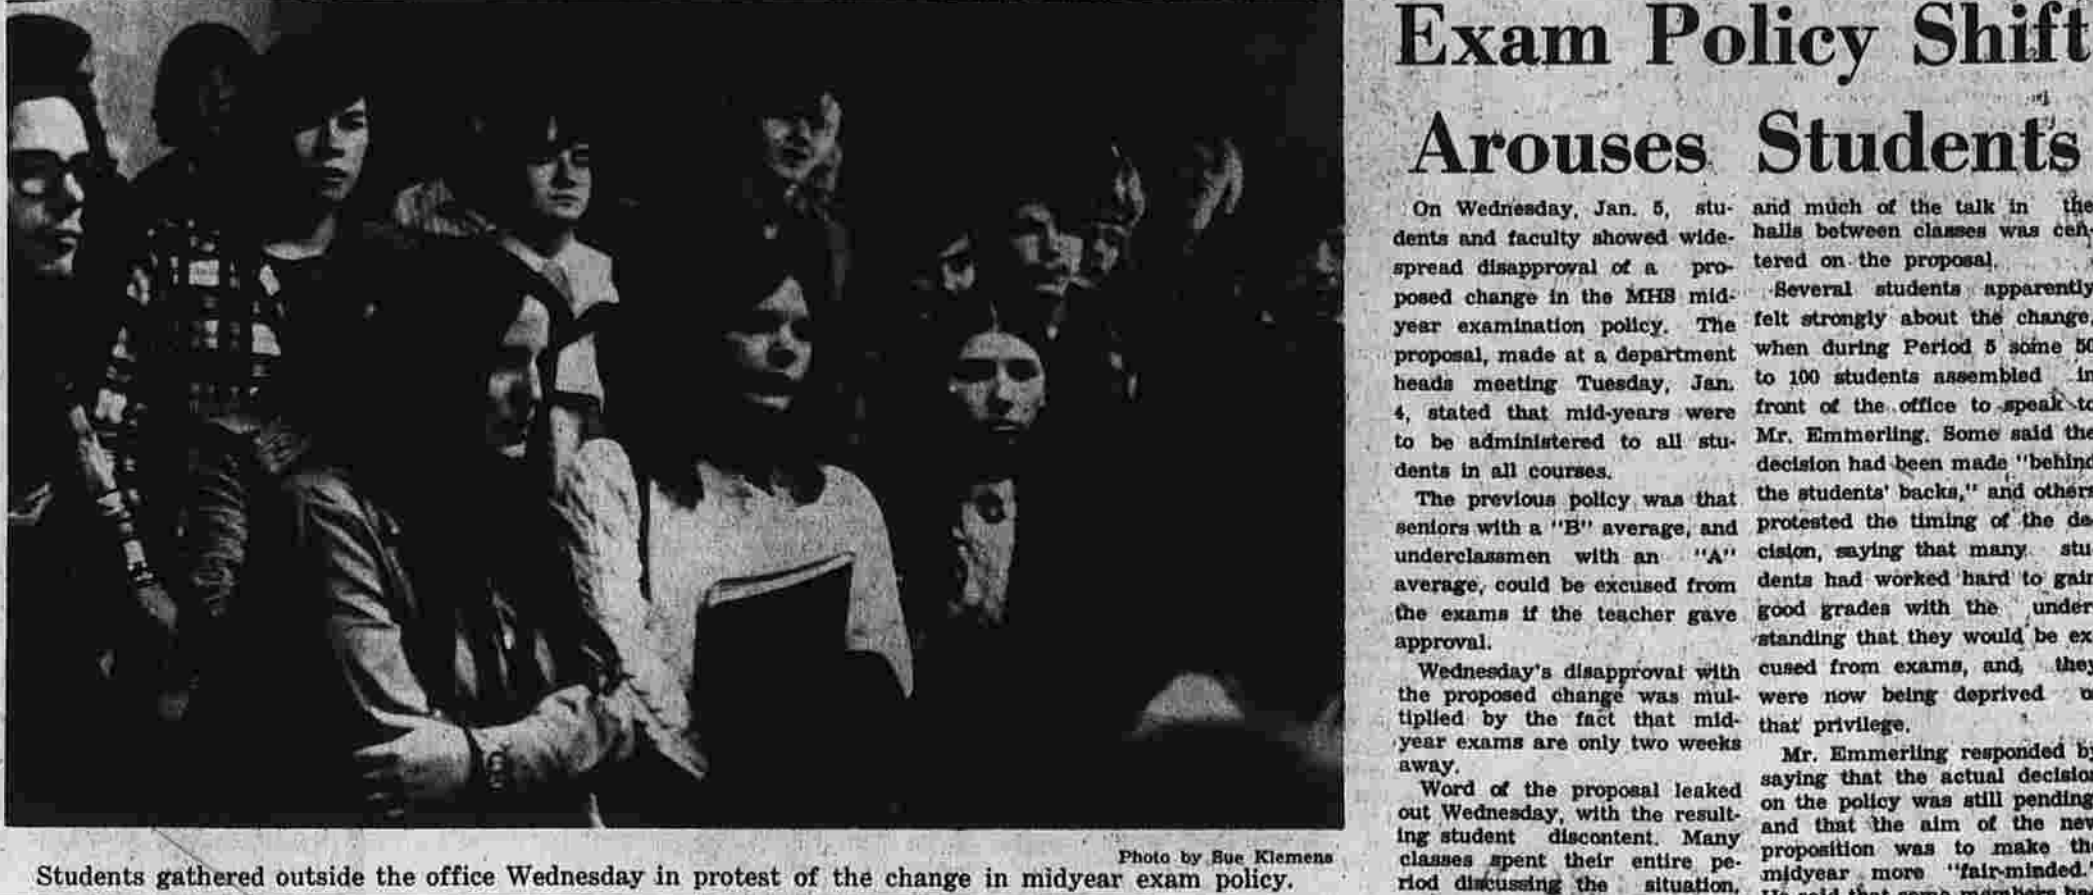 Exam Policy Shift
Arouses Students
On Wednesday, Jan. 5, stu-
dents and faculty showed wide-
spread disapproval of a pro-
posed change in the MHS mid-
year examination policy. The
proposal, made at a department
heads meeting Tuesday, Jan.
4, stated that mid-years were
to be administered to all stu-
dents in all courses.
The previous policy was that
seniors with a "B" average, and
underclassmen with an "A"
average, could be excused from
the exams if the teacher gave
approval.
Wednesday's disapproval with
the proposed change was mul-
tiplied by the fact that mid-
year exams are only two weeks
away.
Word of the proposal leaked
out Wednesday, with the result-
ing student discontent. Many
classes spent their entire pe-
riod discussing the situation,
and much of the talk in the
halls between classes was cen-
tered on the proposal.
Several students apparently
felt strongly about the change,
when during Period 5 some 50
to 100 students assembled in
front of the office to speak to
Mr. Emmerling. Some said the
decision had been made "behind
the students' backs," and others
protested the timing of the de-
cision, saying that many stu-
dents had worked hard to gain
good grades with the under
standing that they would be ex
cused from exams, and they
were now being deprived o
that privilege.
Mr. Emmerling responded by
saying that the actual decision
on the policy was still pending,
and that the aim of the new
proposition was to make the
midyear more "fair-minded.
Photo by Sue Klemens
Students gathered outside the office Wednesday in protest of the change in midyear exam policy.